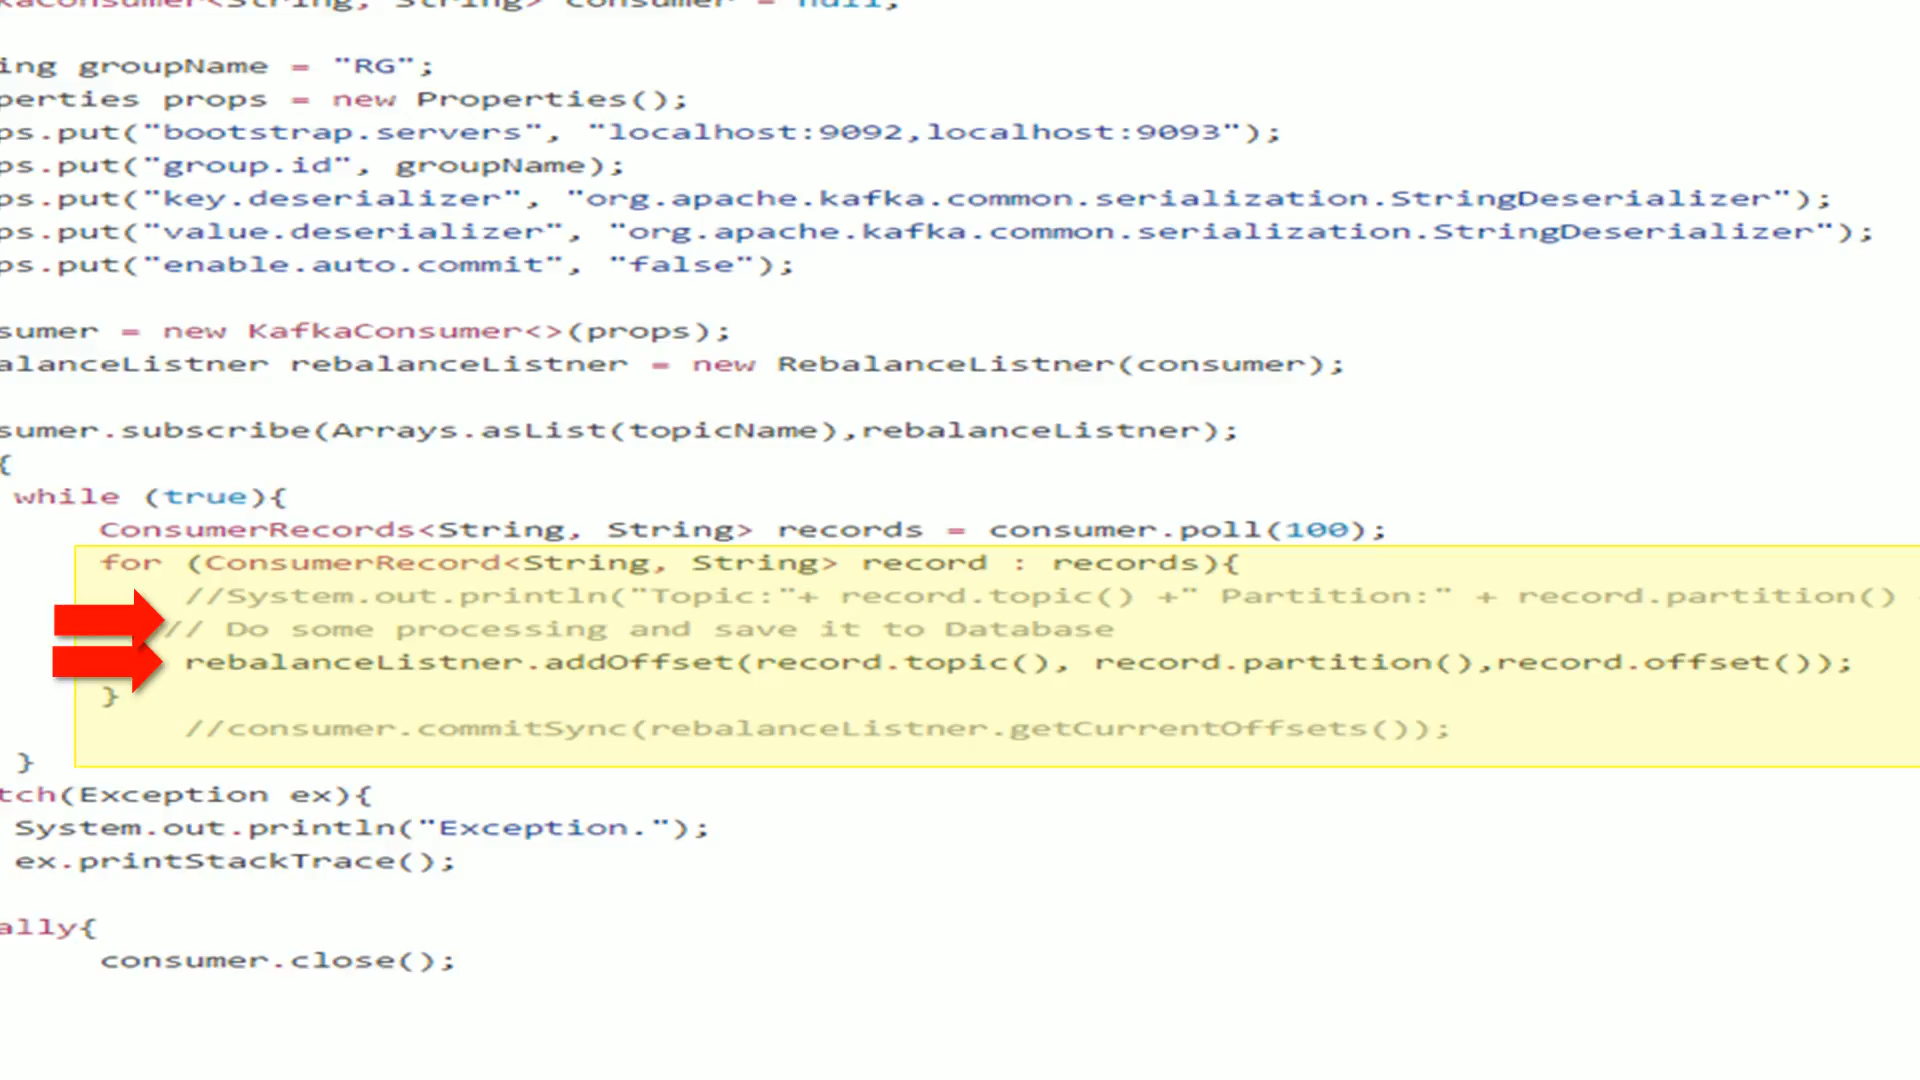 kaConsumer<String, String> consumer = null;
ing groupName = "RG";
perties props = new Properties();
ps.put("bootstrap.servers", "localhost:9092,localhost:9093");
ps.put("group.id", groupName);
ps.put("key.deserializer", "org.apache.kafka.common.serialization.StringDeserializer");
ps.put("value.deserializer", "org.apache.kafka.common.serialization.StringDeserializer");
ps.put("enable.auto.commit", "false");
sumer = new KafkaConsumer<>(props);
alanceListner rebalanceListner = new RebalanceListner(consumer);
sumer.subscribe(Arrays.asList(topicName),rebalanceListner);
{
while (true){
ConsumerRecords<String, String> records = consumer.poll(100);
for (ConsumerRecord<String, String> record : records){
//System.out.println("Topic:"+ record.topic() +" Partition:" + record.partition()
// Do some processing and save it to Database
rebalanceListner.addOffset(record.topic(), record.partition(),record.offset());
}
//consumer.commitSync(rebalanceListner.getCurrentOffsets());
}
tch(Exception ex){
System.out.println("Exception.");
ex.printStackTrace();
ally{
consumer.close();